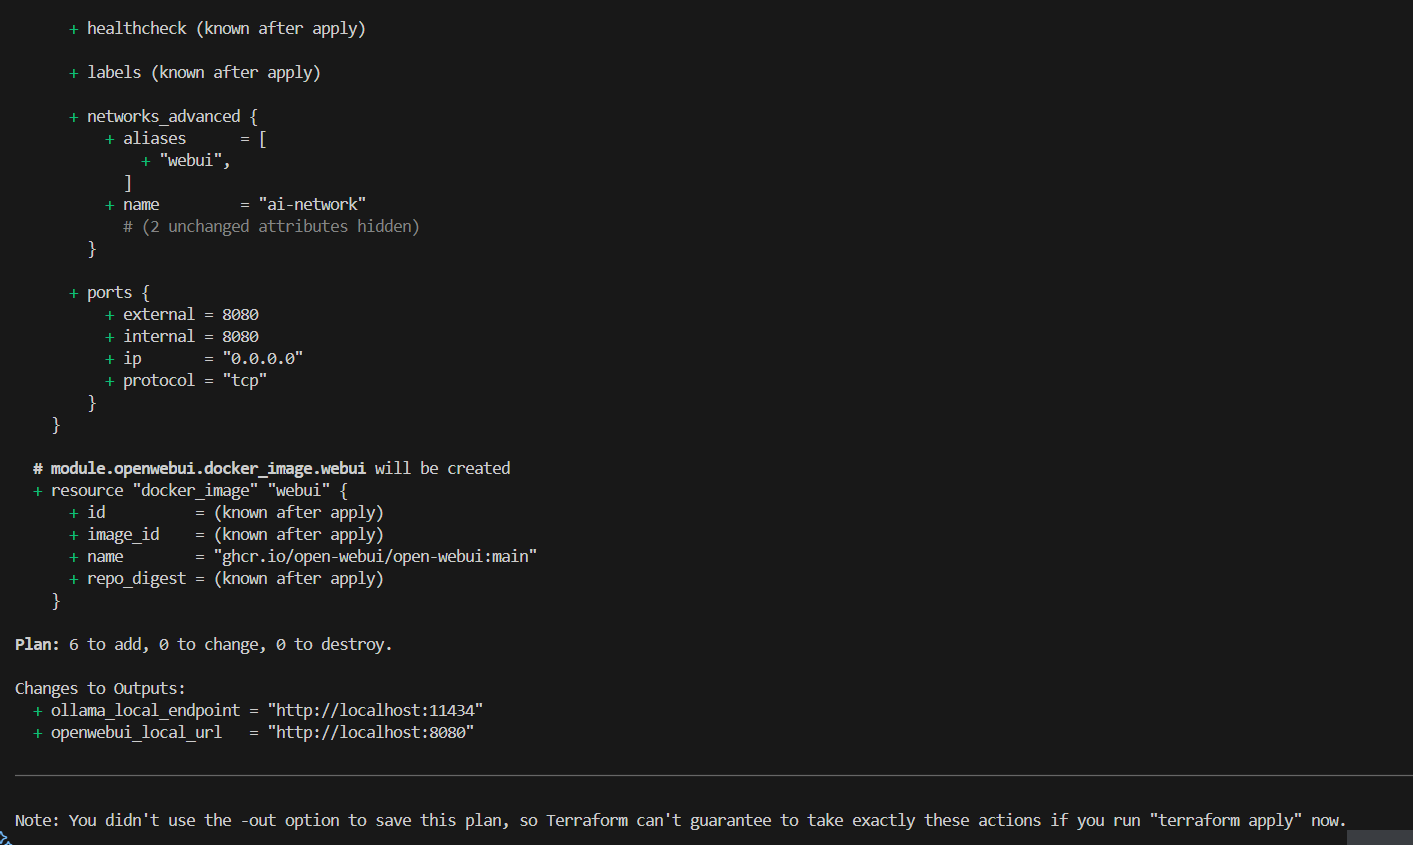 + healthcheck (known after apply)
+ labels (known after apply)
+ networks_advanced {
+ aliases = [
+ "webui",
]
+ name = "ai-network"
# (2 unchanged attributes hidden)
}
+ ports {
+ external = 8080
+ internal = 8080
+ ip = "0.0.0.0"
+ protocol = "tcp"
}
}
# module.openwebui.docker_image.webui will be created
+ resource "docker_image" "webui" {
+ id = (known after apply)
+ image_id = (known after apply)
+ name = "ghcr.io/open-webui/open-webui:main"
+ repo_digest = (known after apply)
}
Plan: 6 to add, 0 to change, 0 to destroy.
Changes to Outputs:
+ ollama_local_endpoint = "http://localhost:11434"
+ openwebui_local_url = "http://localhost:8080"
Note: You didn't use the -out option to save this plan, so Terraform can't guarantee to take exactly these actions if you run "terraform apply" now.